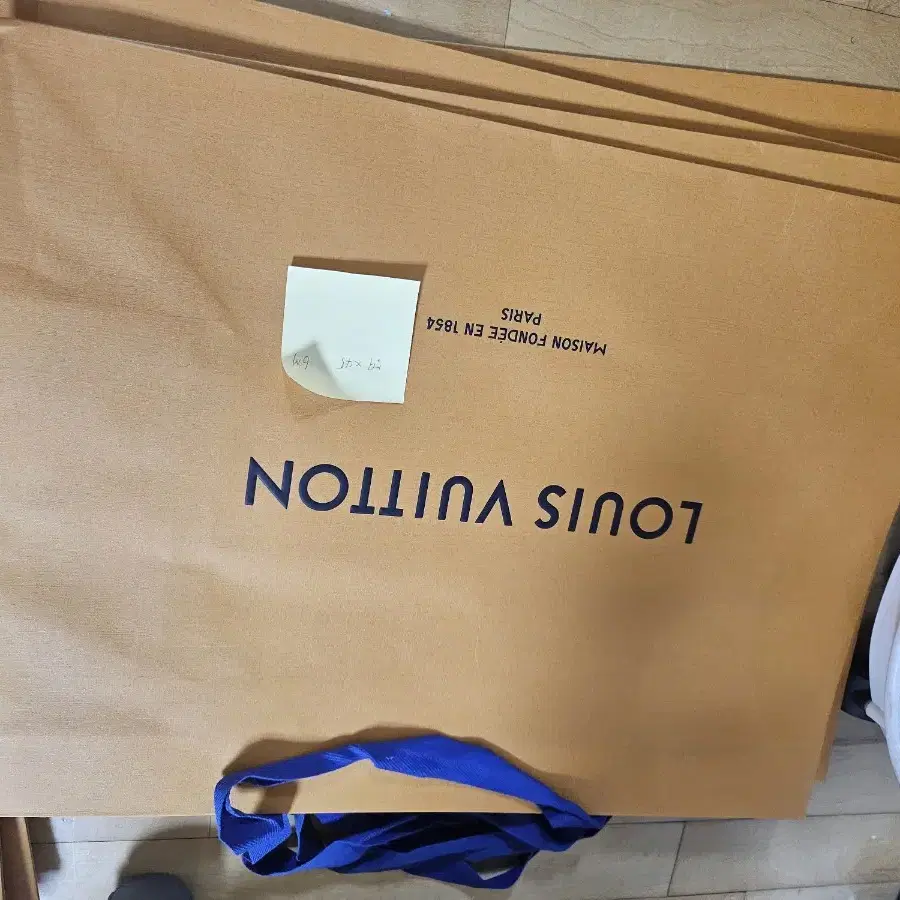 LOUIS VUITTON
MAISON FONDÉE EN 1854
PARIS